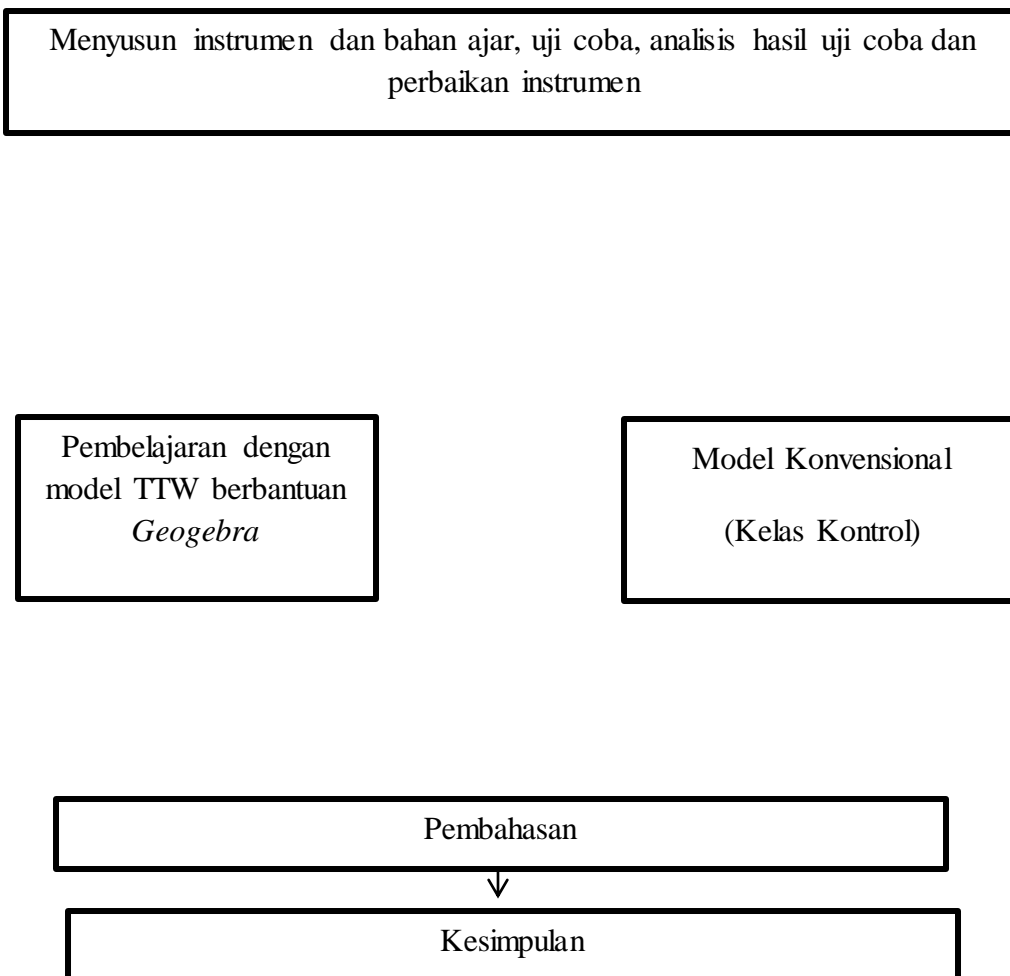 Menyusun instrumen dan bahan ajar, uji coba, analisis hasil uji coba dan
perbaikan instrumen
Pembelajaran dengan
model TTW berbantuan
Geogebra
Model Konvensional
(Kelas Kontrol)
Pembahasan
Kesimpulan